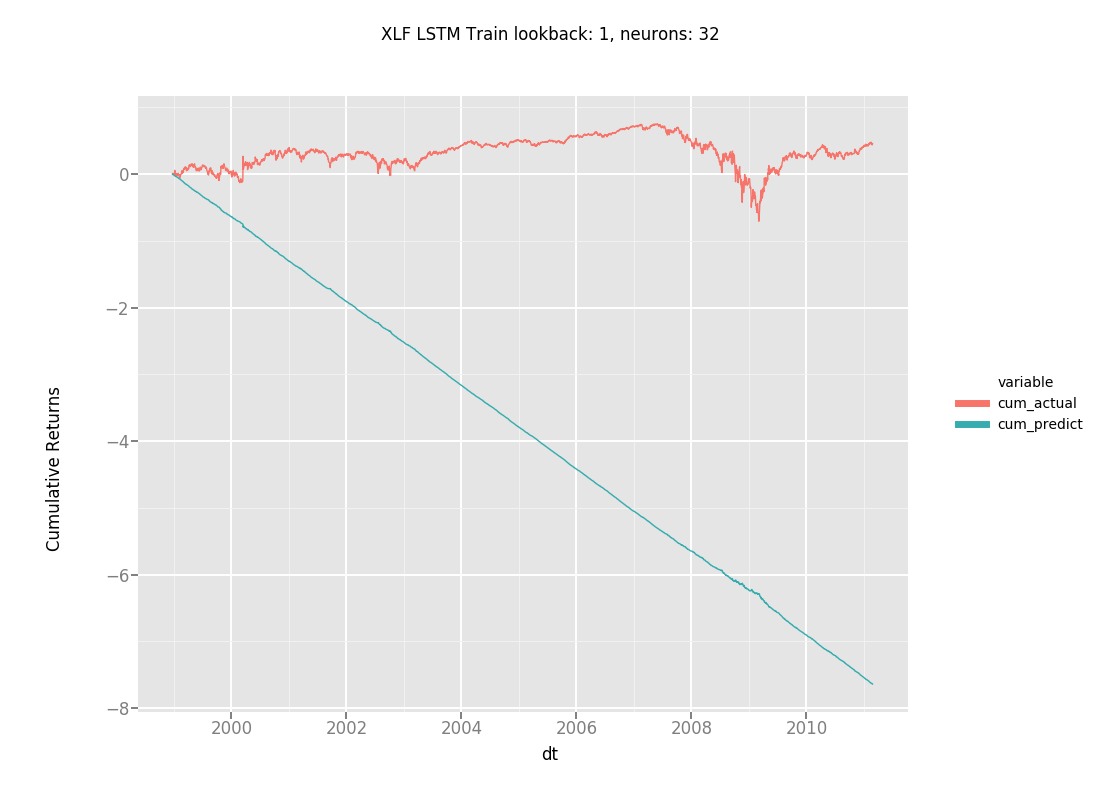 XLF LSTM Train lookback: 1, neurons: 32
Cumulative Returns
0
−2
−4
−6
−8
2000 2002 2004 2006 2008 2010
dt
variable
cum_actual
cum_predict